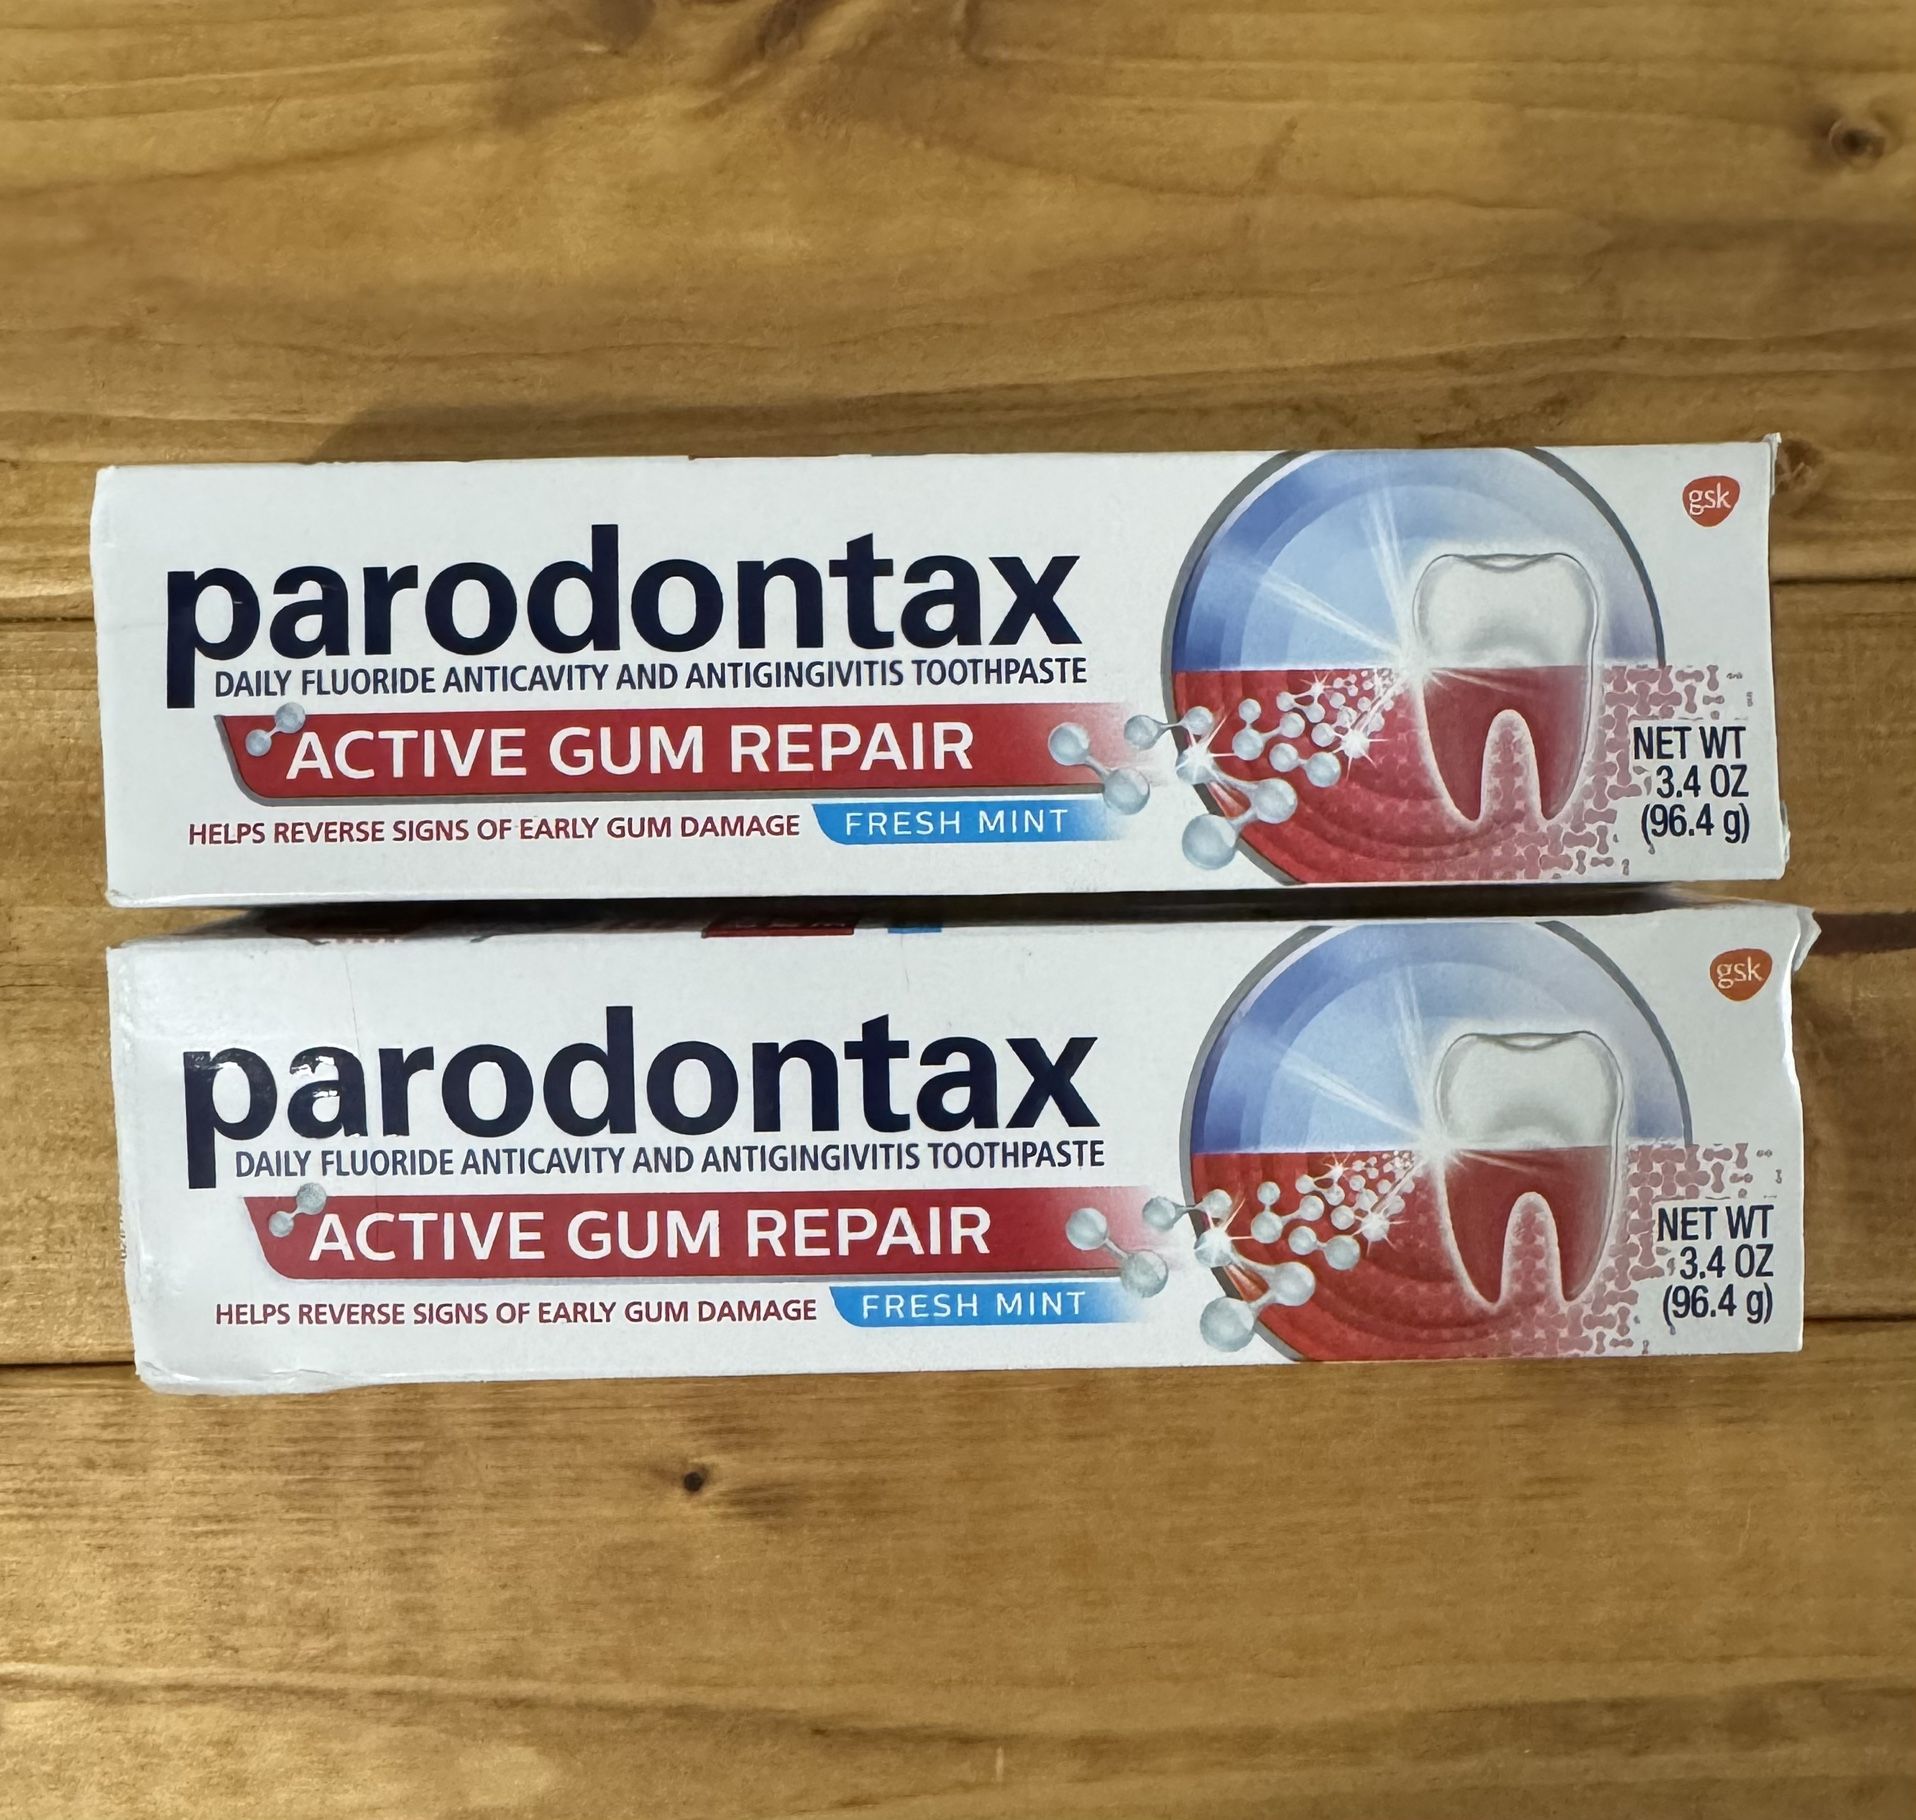 parodontax
DAILY FLUORIDE ANTICAVITY AND ANTIGINGIVITIS TOOTHPASTE
ACTIVE GUM REPAIR
HELPS REVERSE SIGNS OF EARLY GUM DAMAGE
FRESH MINT
gsk
NET WT
3.4 OZ
(96.4 g)
parodontax
DAILY FLUORIDE ANTICAVITY AND ANTIGINGIVITIS TOOTHPASTE
ACTIVE GUM REPAIR
HELPS REVERSE SIGNS OF EARLY GUM DAMAGE
FRESH MINT
gsk
NET WT
3.4 OZ
(96.4 g)